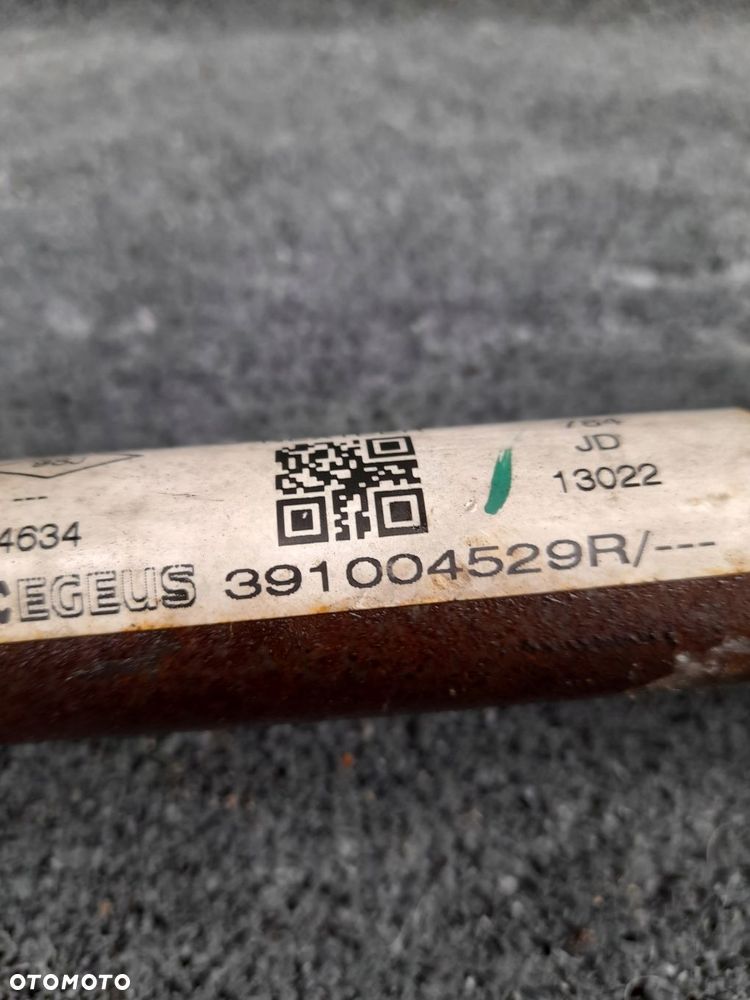 JD
---
13022
4634
CEGEUS 391004529R/---
OTOMOTO